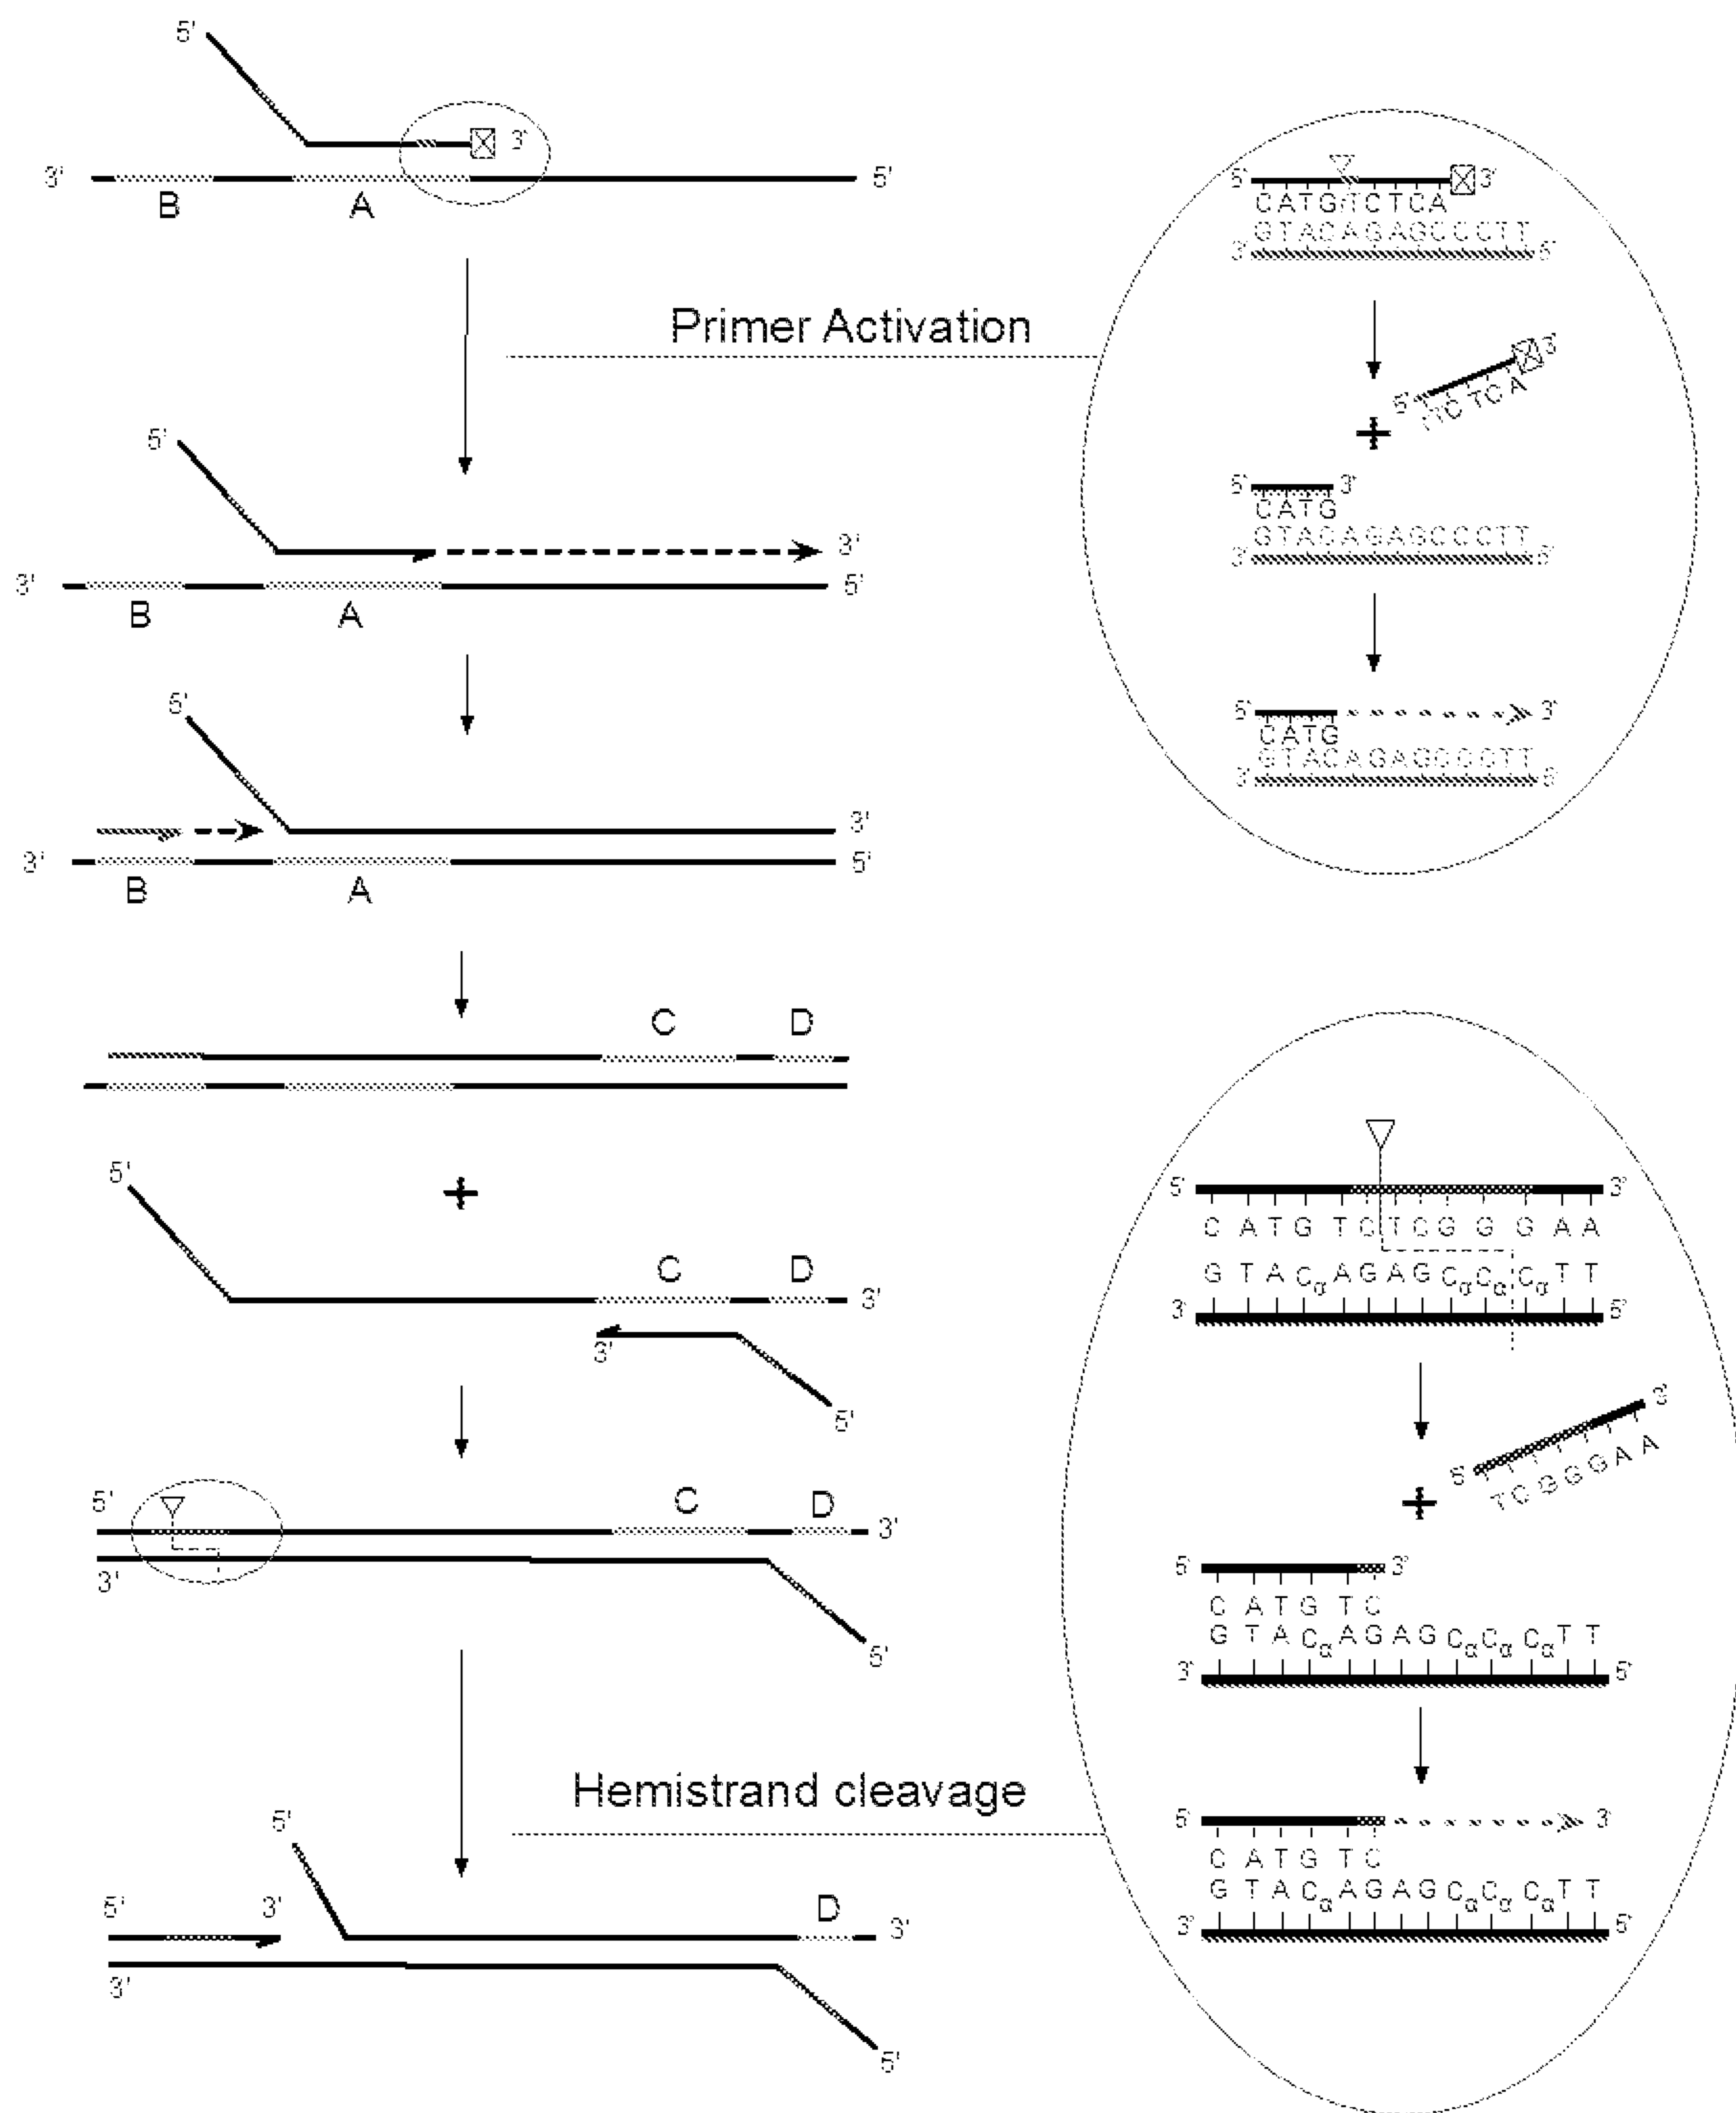 5'
3'
3' 5'
B A
Primer Activation
5' 3'
3' 5'
B A
5'
3'
3' 5'
B A
C D
5'
C D
3'
3'
5'
5' C D 3'
3'
5'
Hemistrand cleavage
5'
5' 3' D 3'
3'
5'
5' 3'
CATG TCTCA
GTACAGAGCCCTT
3' 5'
3'
5' TCTCA
5' 3'
CATG
GTACAGAGCCCTT
3' 5'
5' 3'
CATG
GTACAGAGCCCTT
3' 5'
5' 3'
C A T G T C T C G G G A A
G T A Cα A G A G Cα Cα Cα T T
3' 5'
3'
5' TCGGGAA
5' 3'
C A T G T C
G T A Cα A G A G Cα Cα Cα T T
3' 5'
5' 3'
C A T G T C
G T A Cα A G A G Cα Cα Cα T T
3' 5'